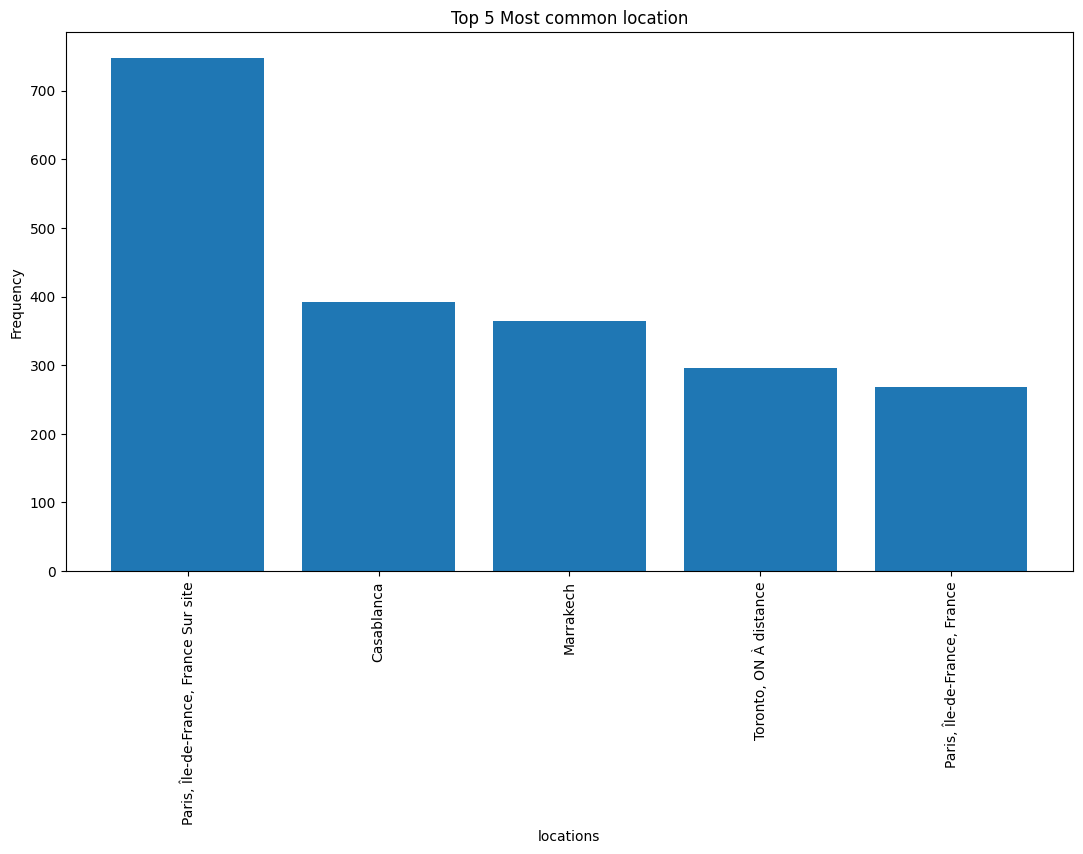 Top 5 Most common location
Frequency
700
600
500
400
300
200
100
0
Paris, Île-de-France, France Sur site
Casablanca
Marrakech
Toronto, ON À distance
Paris, Île-de-France, France
locations